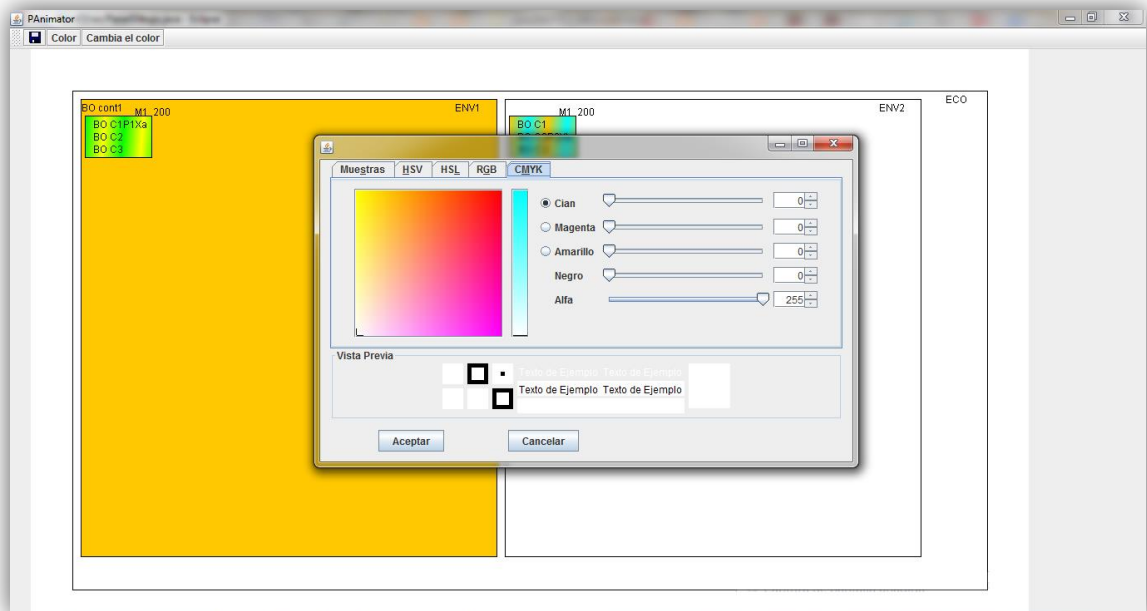 PAnimator
Color Cambia el color
ECO
BO cont1 M1_200 ENV1
BO C1P1Xa
BO C2
BO C3
M1_200 ENV2
BO C1
Muestras HSV HSL RGB CMYK
Cian 0
Magenta 0
Amarillo 0
Negro 0
Alfa 255
Vista Previa
Texto de Ejemplo Texto de Ejemplo
Texto de Ejemplo Texto de Ejemplo
Aceptar Cancelar